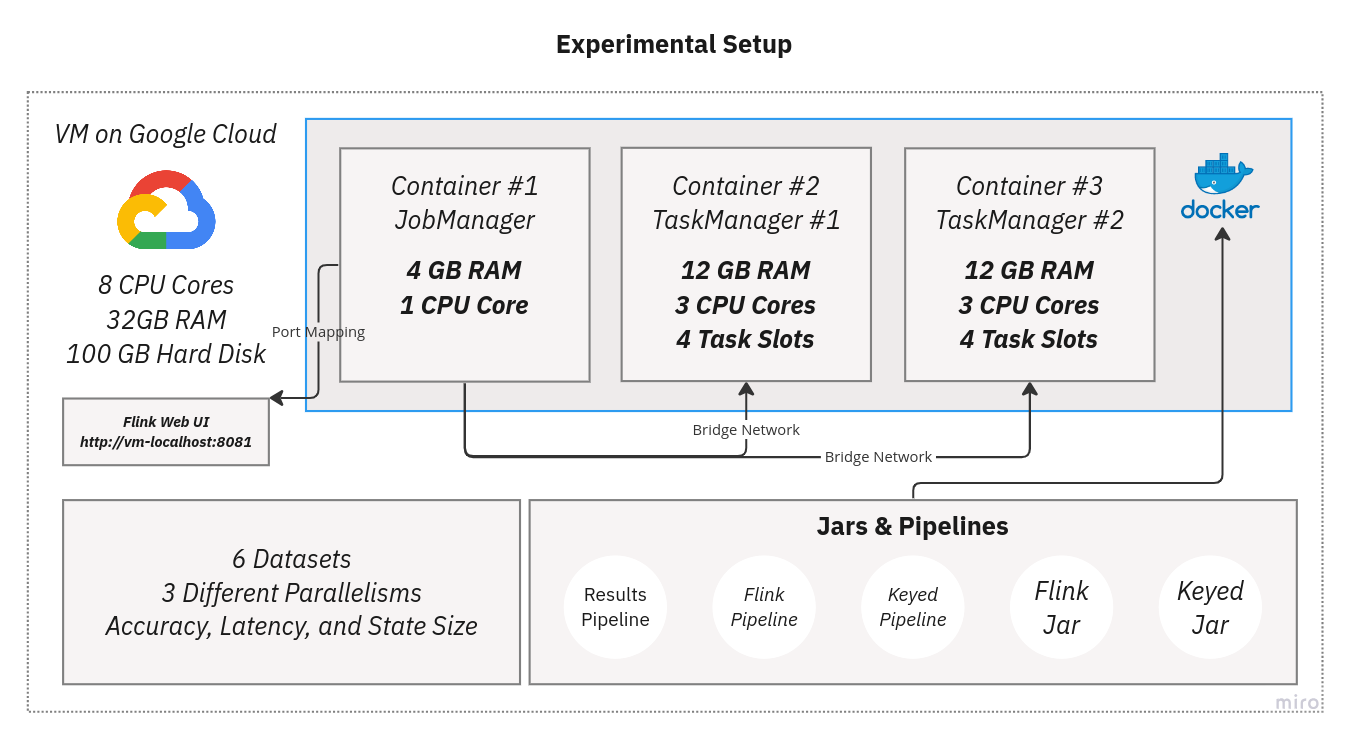 Experimental Setup
VM on Google Cloud
8 CPU Cores
32GB RAM
100 GB Hard Disk
Container #1
JobManager
4 GB RAM
1 CPU Core
Container #2
TaskManager #1
12 GB RAM
3 CPU Cores
4 Task Slots
Container #3
TaskManager #2
12 GB RAM
3 CPU Cores
4 Task Slots
docker
Port Mapping
Flink Web UI
http://vm-localhost:8081
Bridge Network
Bridge Network
6 Datasets
3 Different Parallelisms
Accuracy, Latency, and State Size
Jars & Pipelines
Results
Pipeline
Flink
Pipeline
Keyed
Pipeline
Flink
Jar
Keyed
Jar
miro